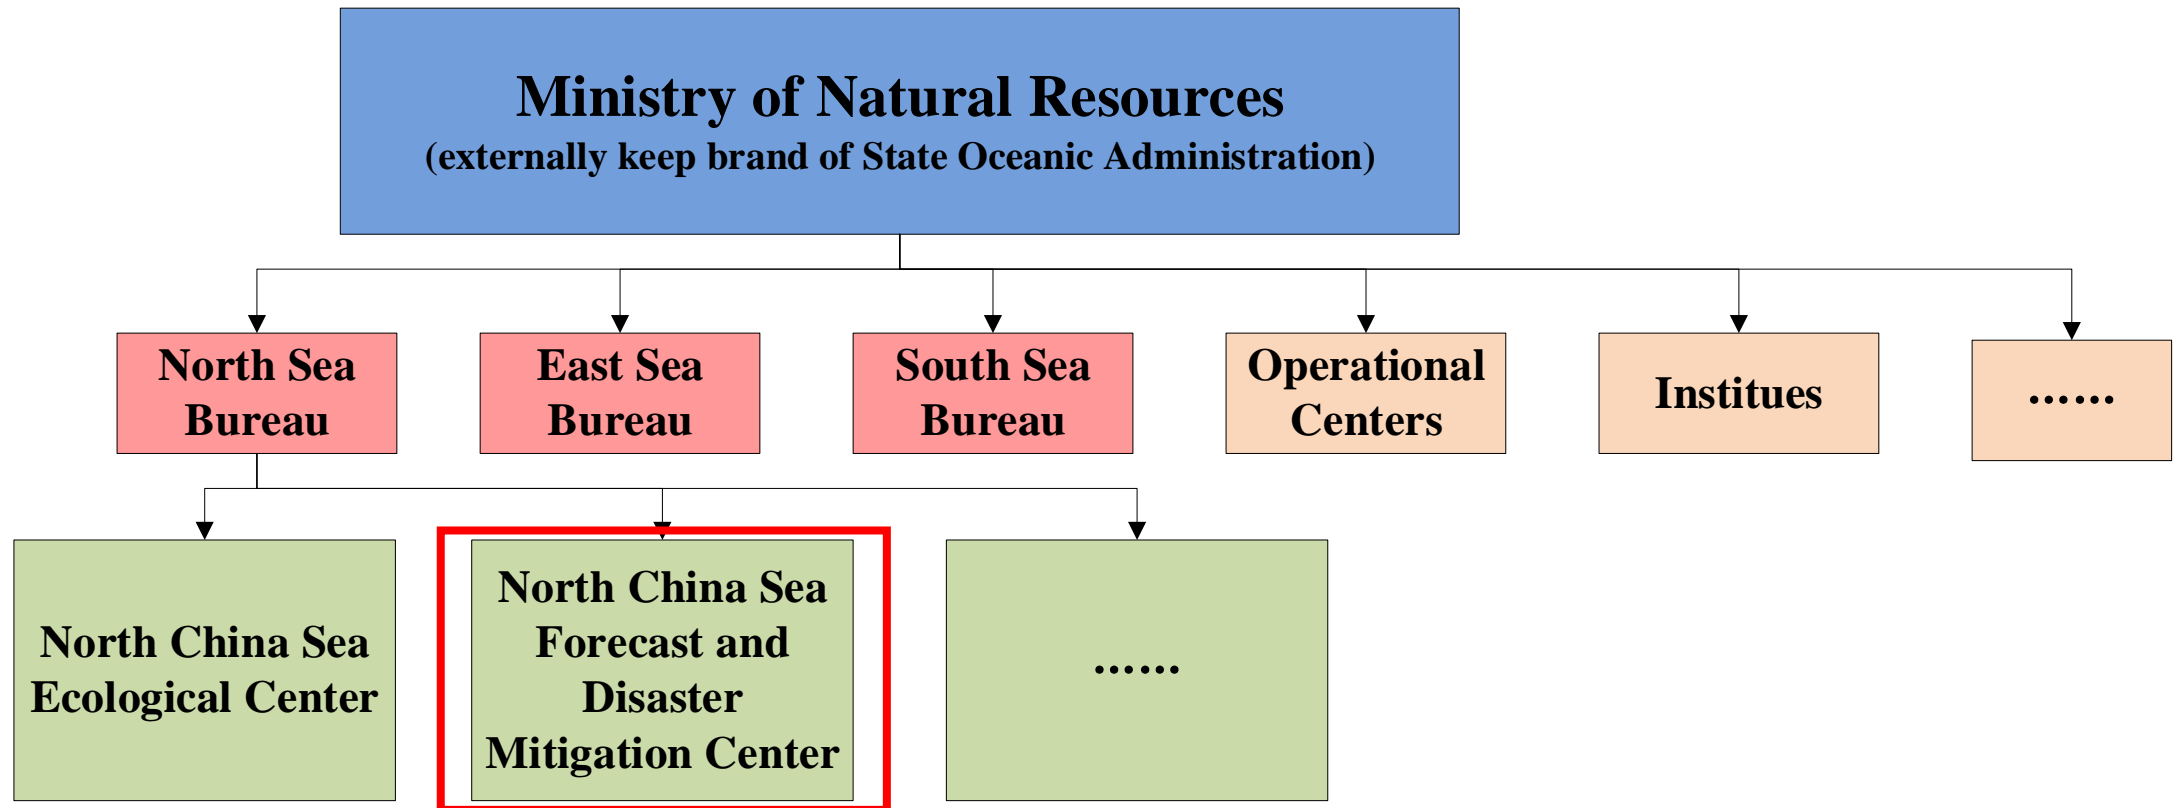 Ministry of Natural Resources
(externally keep brand of State Oceanic Administration)
North Sea
Bureau
East Sea
Bureau
South Sea
Bureau
Operational
Centers
Institues
......
North China Sea
Ecological Center
North China Sea
Forecast and
Disaster
Mitigation Center
......